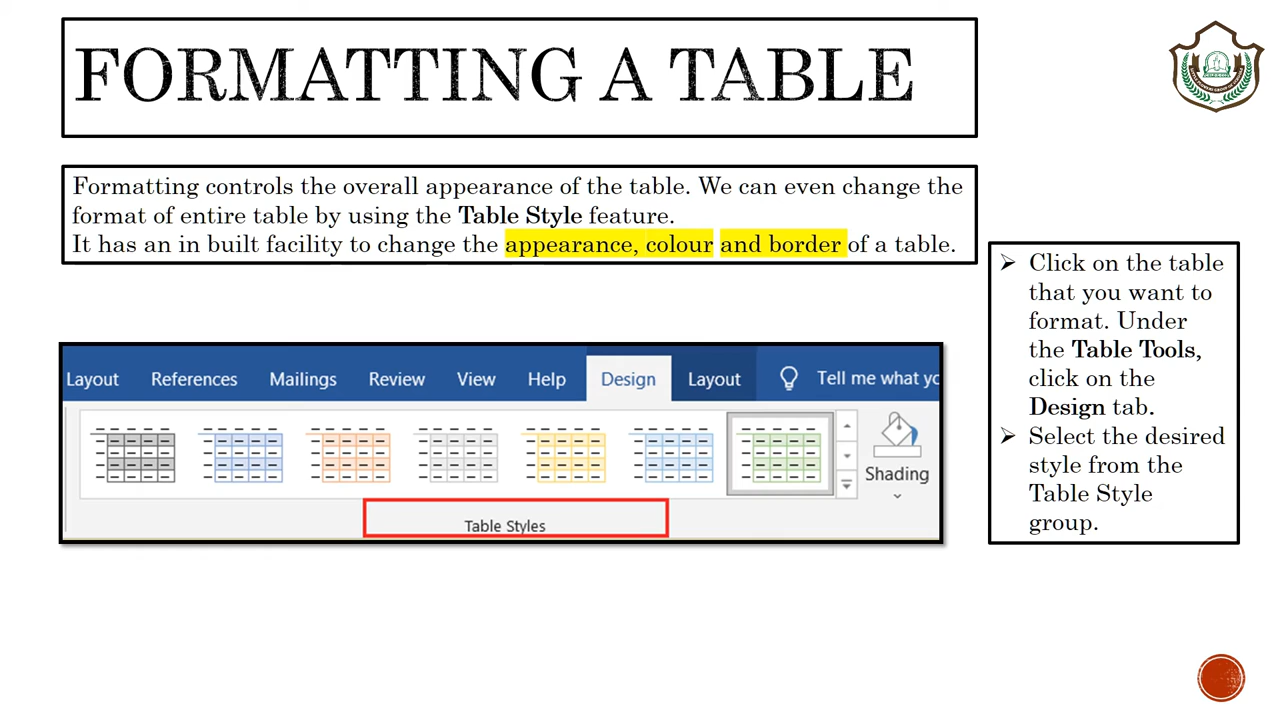 FORMATTING A TABLE
Formatting controls the overall appearance of the table. We can even change the
format of entire table by using the Table Style feature.
It has an in built facility to change the appearance, colour and border of a table.
Click on the table
that you want to
format. Under
the Table Tools,
click on the
Design tab.
Select the desired
style from the
Table Style
group.
Layout References Mailings Review View Help Design Layout Tell me what yo
Shading
Table Styles